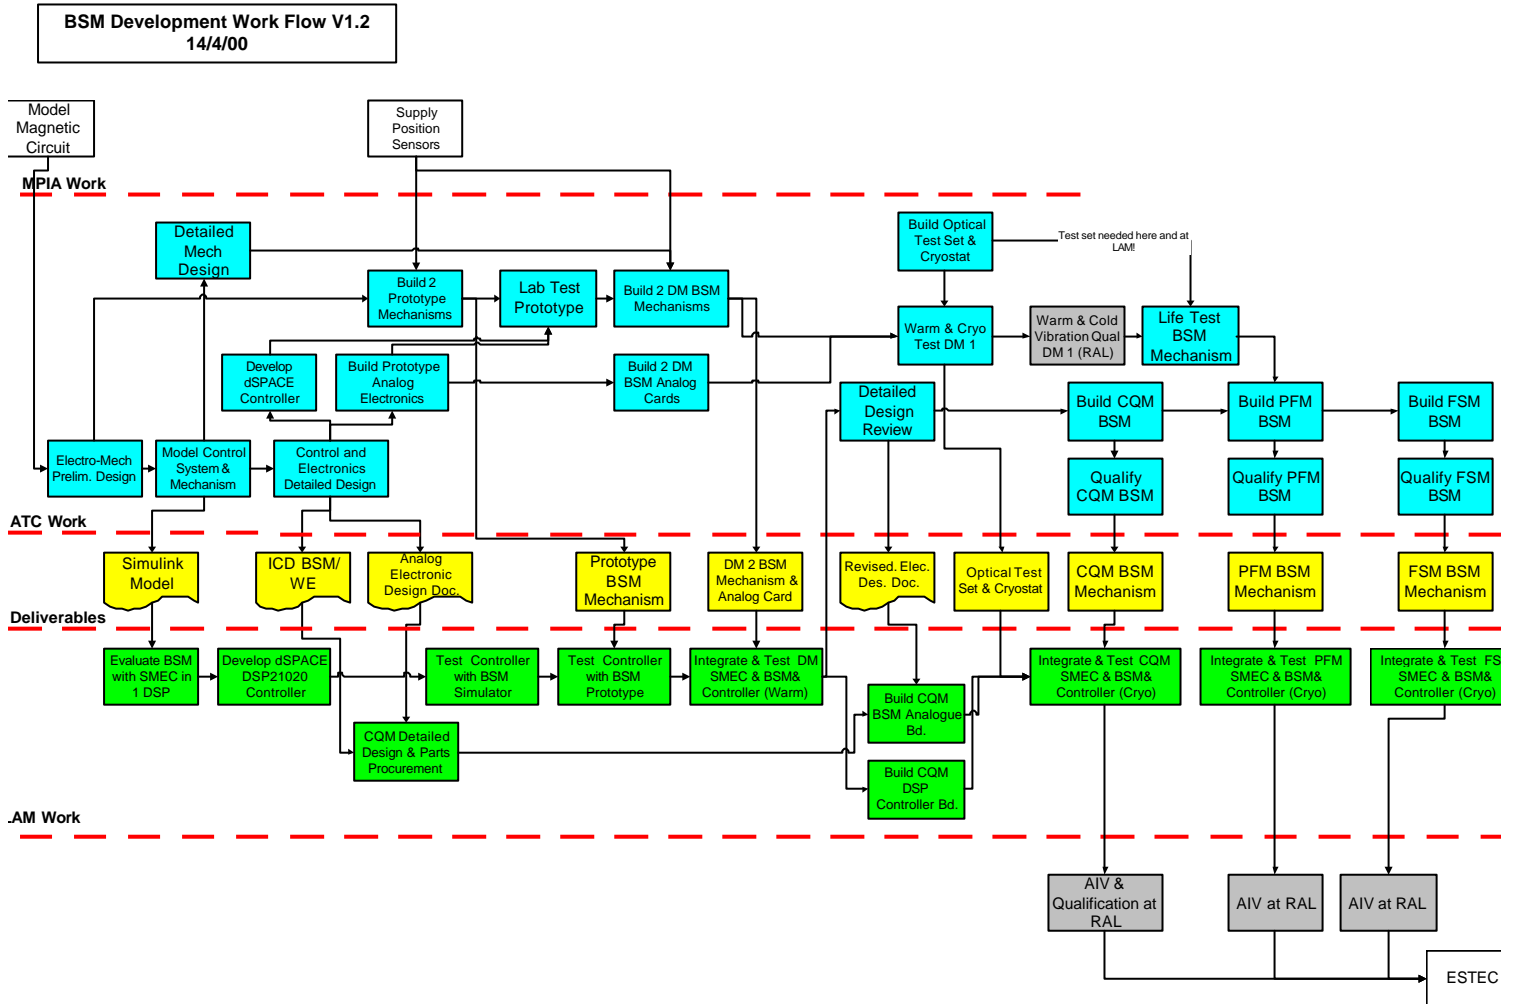 BSM Development Work Flow V1.2
14/4/00
Model
Magnetic
Circuit
Supply
Position
Sensors
MPIA Work
Detailed
Mech
Design
Build Optical
Test Set &
Cryostat
Test set needed here and at
LAM!
Build 2
Prototype
Mechanisms
Lab Test
Prototype
Build 2 DM BSM
Mechanisms
Warm & Cryo
Test DM 1
Warm & Cold
Vibration Qual
DM 1 (RAL)
Life Test
BSM
Mechanism
Develop
dSPACE
Controller
Build Prototype
Analog
Electronics
Build 2 DM
BSM Analog
Cards
Detailed
Design
Review
Build CQM
BSM
Build PFM
BSM
Build FSM
BSM
Electro-Mech
Prelim. Design
Model Control
System &
Mechanism
Control and
Electronics
Detailed Design
Qualify
CQM BSM
Qualify PFM
BSM
Qualify FSM
BSM
ATC Work
Simulink
Model
ICD BSM/
WE
Analog
Electronic
Design Doc.
Prototype
BSM
Mechanism
DM 2 BSM
Mechanism &
Analog Card
Revised. Elec.
Des. Doc.
Optical Test
Set & Cryostat
CQM BSM
Mechanism
PFM BSM
Mechanism
FSM BSM
Mechanism
Deliverables
Evaluate BSM
with SMEC in
1 DSP
Develop dSPACE
DSP21020
Controller
Test Controller
with BSM
Simulator
Test Controller
with BSM
Prototype
Integrate & Test DM
SMEC & BSM&
Controller (Warm)
Integrate & Test CQM
SMEC & BSM&
Controller (Cryo)
Integrate & Test PFM
SMEC & BSM&
Controller (Cryo)
Integrate & Test FS
SMEC & BSM&
Controller (Cryo)
CQM Detailed
Design & Parts
Procurement
Build CQM
BSM Analogue
Bd.
Build CQM
DSP
Controller Bd.
AM Work
AIV &
Qualification at
RAL
AIV at RAL
AIV at RAL
ESTEC